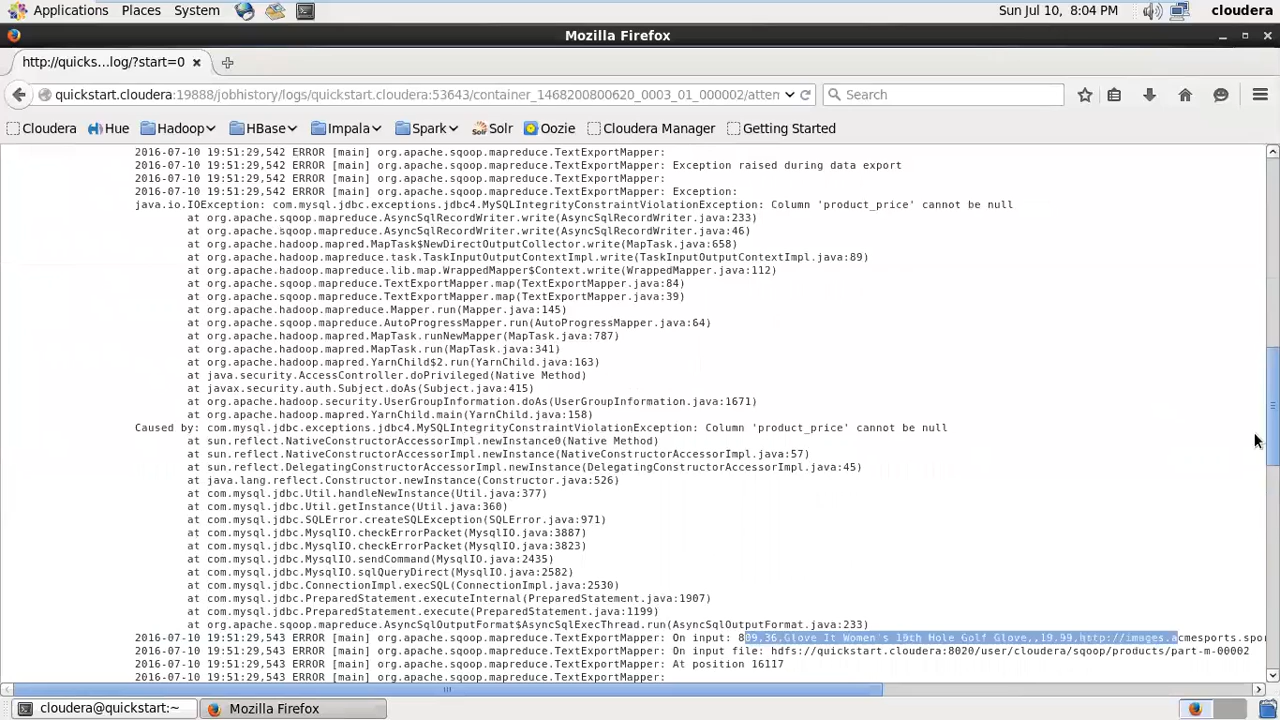 Applications Places System Sun Jul 10, 8:04 PM cloudera
Mozilla Firefox
http://quicks...log/?start=0
quickstart.cloudera:19888/jobhistory/logs/quickstart.cloudera:53643/container_1468200800620_0003_01_000002/atten Search
Cloudera Hue Hadoop HBase Impala Spark Solr Oozie Cloudera Manager Getting Started
2016-07-10 19:51:29,542 ERROR [main] org.apache.sqoop.mapreduce.TextExportMapper:
2016-07-10 19:51:29,542 ERROR [main] org.apache.sqoop.mapreduce.TextExportMapper: Exception raised during data export
2016-07-10 19:51:29,542 ERROR [main] org.apache.sqoop.mapreduce.TextExportMapper:
2016-07-10 19:51:29,542 ERROR [main] org.apache.sqoop.mapreduce.TextExportMapper: Exception:
java.io.IOException: com.mysql.jdbc.exceptions.jdbc4.MySQLIntegrityConstraintViolationException: Column 'product_price' cannot be null
at org.apache.sqoop.mapreduce.AsyncSqlRecordWriter.write(AsyncSqlRecordWriter.java:233)
at org.apache.sqoop.mapreduce.AsyncSqlRecordWriter.write(AsyncSqlRecordWriter.java:46)
at org.apache.hadoop.mapred.MapTask$NewDirectOutputCollector.write(MapTask.java:658)
at org.apache.hadoop.mapreduce.task.TaskInputOutputContextImpl.write(TaskInputOutputContextImpl.java:89)
at org.apache.hadoop.mapreduce.lib.map.WrappedMapper$Context.write(WrappedMapper.java:112)
at org.apache.sqoop.mapreduce.TextExportMapper.map(TextExportMapper.java:84)
at org.apache.sqoop.mapreduce.TextExportMapper.map(TextExportMapper.java:39)
at org.apache.hadoop.mapreduce.Mapper.run(Mapper.java:145)
at org.apache.sqoop.mapreduce.AutoProgressMapper.run(AutoProgressMapper.java:64)
at org.apache.hadoop.mapred.MapTask.runNewMapper(MapTask.java:787)
at org.apache.hadoop.mapred.MapTask.run(MapTask.java:341)
at org.apache.hadoop.mapred.YarnChild$2.run(YarnChild.java:163)
at java.security.AccessController.doPrivileged(Native Method)
at javax.security.auth.Subject.doAs(Subject.java:415)
at org.apache.hadoop.security.UserGroupInformation.doAs(UserGroupInformation.java:1671)
at org.apache.hadoop.mapred.YarnChild.main(YarnChild.java:158)
Caused by: com.mysql.jdbc.exceptions.jdbc4.MySQLIntegrityConstraintViolationException: Column 'product_price' cannot be null
at sun.reflect.NativeConstructorAccessorImpl.newInstance0(Native Method)
at sun.reflect.NativeConstructorAccessorImpl.newInstance(NativeConstructorAccessorImpl.java:57)
at sun.reflect.DelegatingConstructorAccessorImpl.newInstance(DelegatingConstructorAccessorImpl.java:45)
at java.lang.reflect.Constructor.newInstance(Constructor.java:526)
at com.mysql.jdbc.Util.handleNewInstance(Util.java:377)
at com.mysql.jdbc.Util.getInstance(Util.java:360)
at com.mysql.jdbc.SQLError.createSQLException(SQLError.java:971)
at com.mysql.jdbc.MysqlIO.checkErrorPacket(MysqlIO.java:3887)
at com.mysql.jdbc.MysqlIO.checkErrorPacket(MysqlIO.java:3823)
at com.mysql.jdbc.MysqlIO.sendCommand(MysqlIO.java:2435)
at com.mysql.jdbc.MysqlIO.sqlQueryDirect(MysqlIO.java:2582)
at com.mysql.jdbc.ConnectionImpl.execSQL(ConnectionImpl.java:2530)
at com.mysql.jdbc.PreparedStatement.executeInternal(PreparedStatement.java:1907)
at com.mysql.jdbc.PreparedStatement.execute(PreparedStatement.java:1199)
at org.apache.sqoop.mapreduce.AsyncSqlOutputFormat$AsyncSqlExecThread.run(AsyncSqlOutputFormat.java:233)
2016-07-10 19:51:29,543 ERROR [main] org.apache.sqoop.mapreduce.TextExportMapper: On input: 809,36,Glove It Women's 19th Hole Golf Glove,,19.99,http://images.acmesports.spor
2016-07-10 19:51:29,543 ERROR [main] org.apache.sqoop.mapreduce.TextExportMapper: On input file: hdfs://quickstart.cloudera:8020/user/cloudera/sqoop/products/part-m-00002
2016-07-10 19:51:29,543 ERROR [main] org.apache.sqoop.mapreduce.TextExportMapper: At position 16117
2016-07-10 19:51:29,543 ERROR [main] org.apache.sqoop.mapreduce.TextExportMapper:
cloudera@quickstart:~ Mozilla Firefox